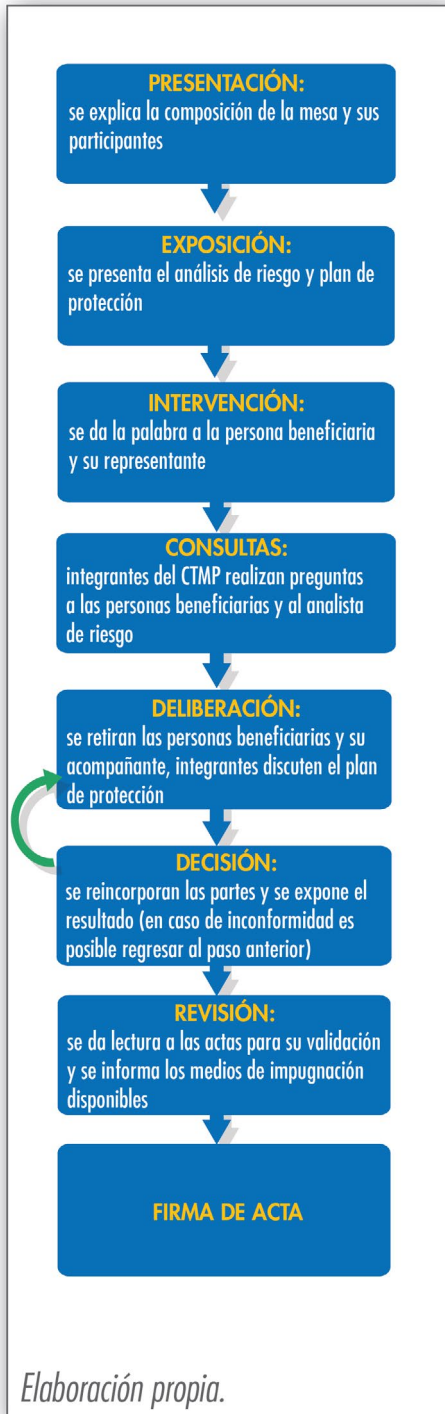 PRESENTACIÓN:
se explica la composición de la mesa y sus
participantes
EXPOSICIÓN:
se presenta el análisis de riesgo y plan de
protección
INTERVENCIÓN:
se da la palabra a la persona beneficiaria
y su representante
CONSULTAS:
integrantes del CTMP realizan preguntas
a las personas beneficiarias y al analista
de riesgo
DELIBERACIÓN:
se retiran las personas beneficiarias y su
acompañante, integrantes discuten el plan
de protección
DECISIÓN:
se reincorporan las partes y se expone el
resultado (en caso de inconformidad es
posible regresar al paso anterior)
REVISIÓN:
se da lectura a las actas para su validación
y se informa los medios de impugnación
disponibles
FIRMA DE ACTA
Elaboración propia.